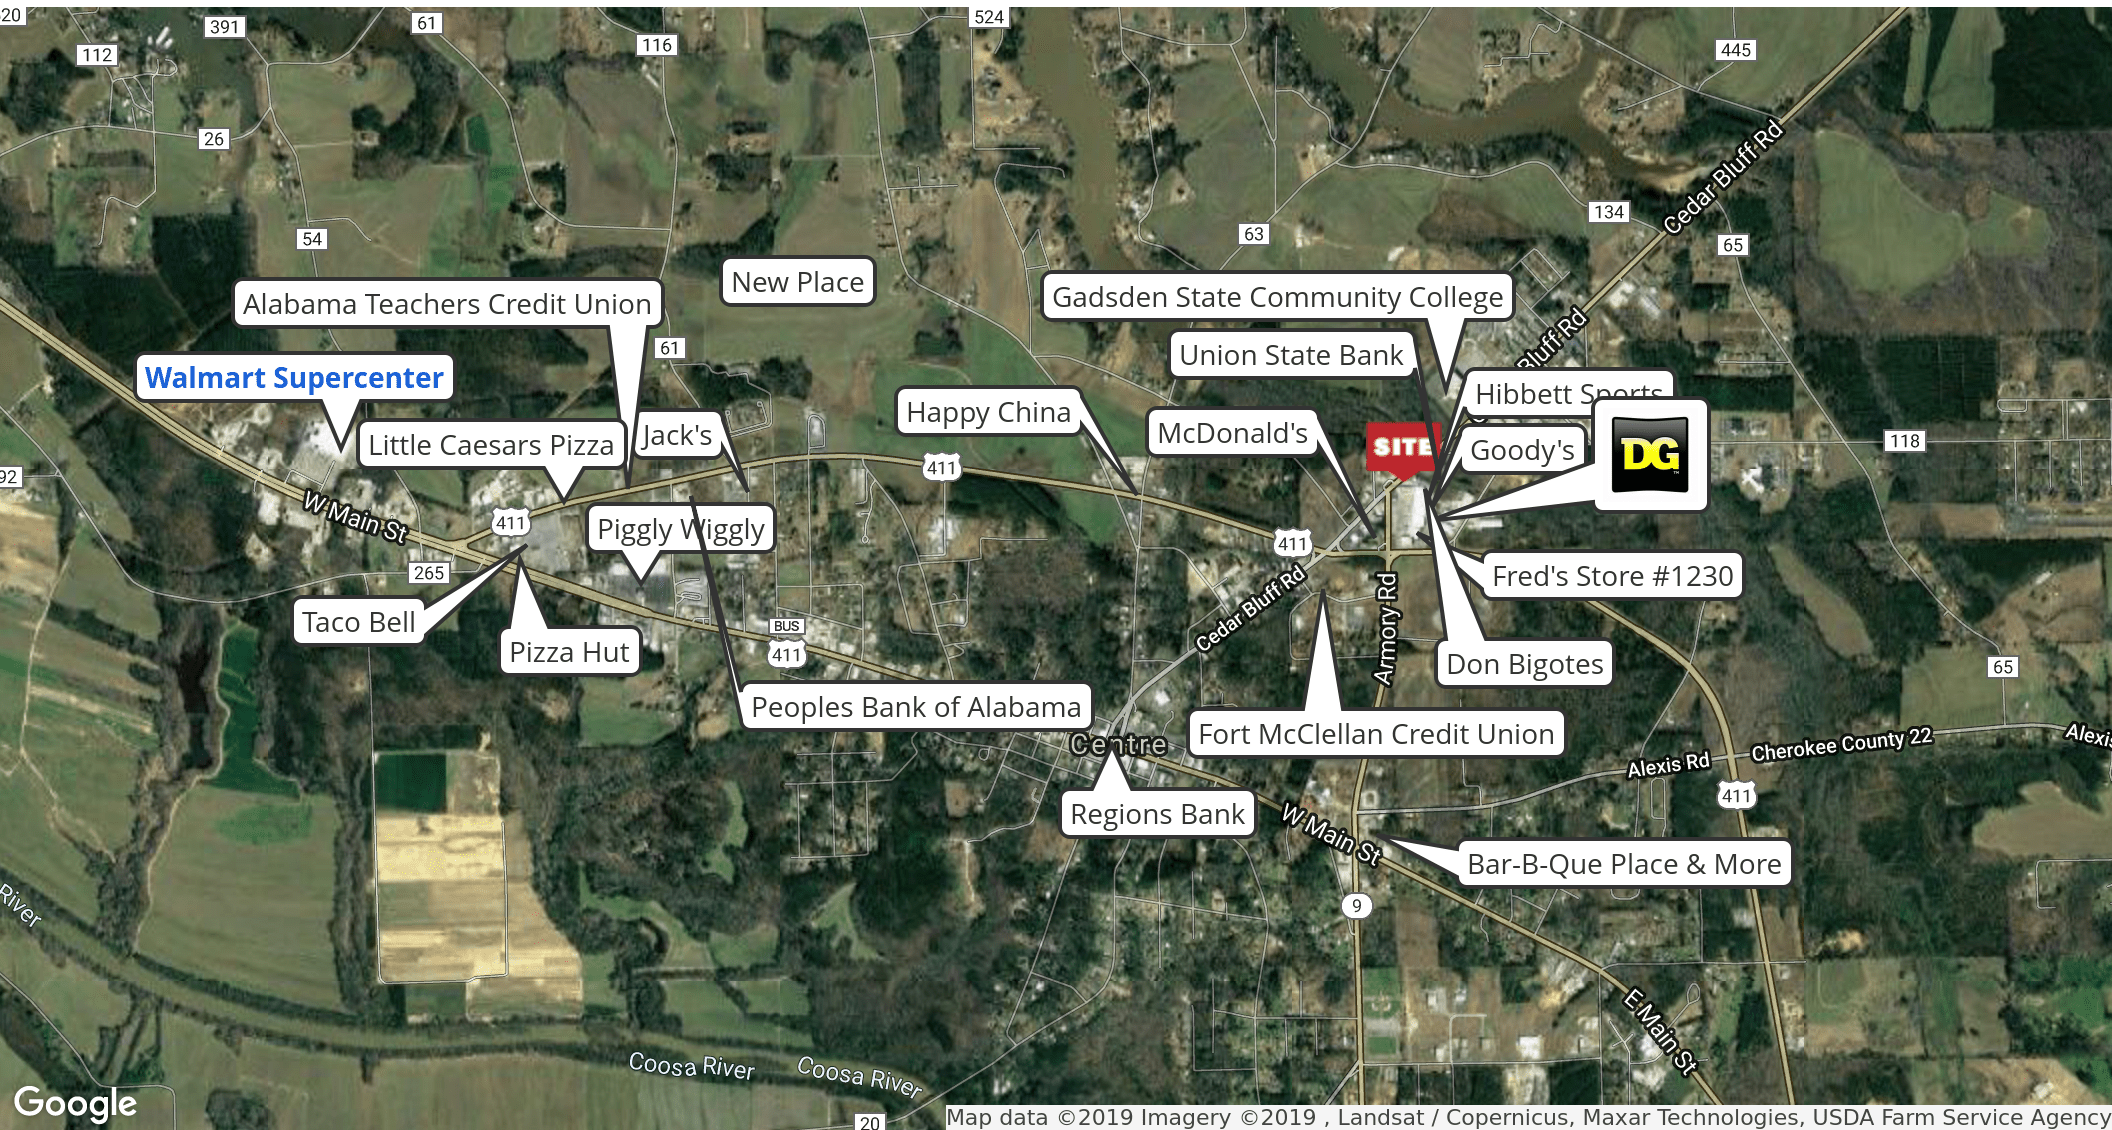 20
391
61
524
112
116
445
26
134
Cedar Bluff Rd
54
63
65
New Place
Gadsden State Community College
Alabama Teachers Credit Union
Bluff Rd
61
Union State Bank
Walmart Supercenter
Hibbett Sports
Happy China
Little Caesars Pizza
Jack's
McDonald's
SITE
Goody's
DG
118
92
411
W Main St
411
Piggly Wiggly
411
265
Fred's Store #1230
Taco Bell
Cedar Bluff Rd
Armory Rd
BUS
411
Pizza Hut
Don Bigotes
65
Peoples Bank of Alabama
Centre
Fort McClellan Credit Union
Cherokee County 22
Alexis Rd
411
Regions Bank
W Main St
Bar-B-Que Place & More
River
9
E Main St
Coosa River
Coosa River
Google
20
Map data ©2019 Imagery ©2019 , Landsat / Copernicus, Maxar Technologies, USDA Farm Service Agency